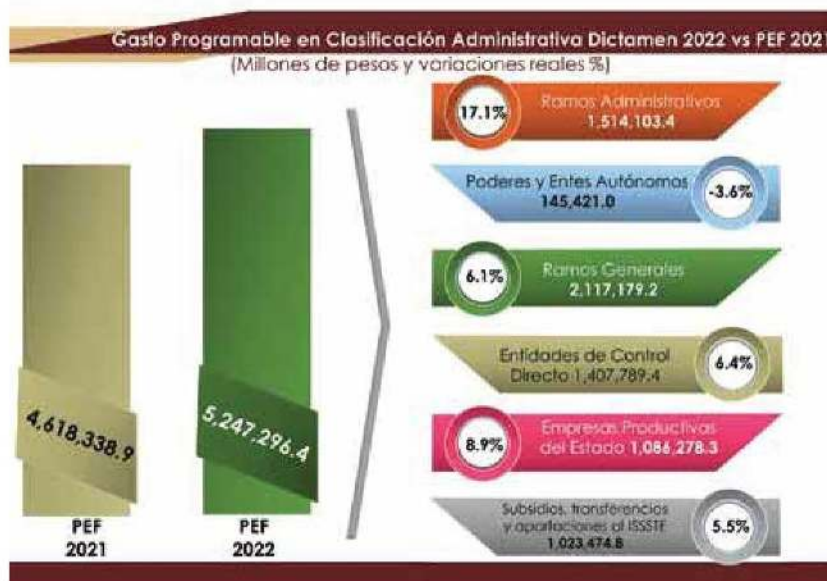 Gasto Programable en Clasificación Administrativa Dictamen 2022 vs PEF 2021
(Millones de pesos y variaciones reales %)
4,618,338.9
PEF
2021
5,247,296.4
PEF
2022
17.1%
Ramos Administrativos
1,514,103.4
Poderes y Entes Autónomos
145,421.0
-3.6%
6.1%
Ramos Generales
2,117,179.2
Entidades de Control
Directo 1,407,789.4
6.4%
8.9%
Empresas Productivas
del Estado 1,086,278.3
Subsidios, transferencias
y aportaciones al ISSSTE
1,023,474.8
5.5%